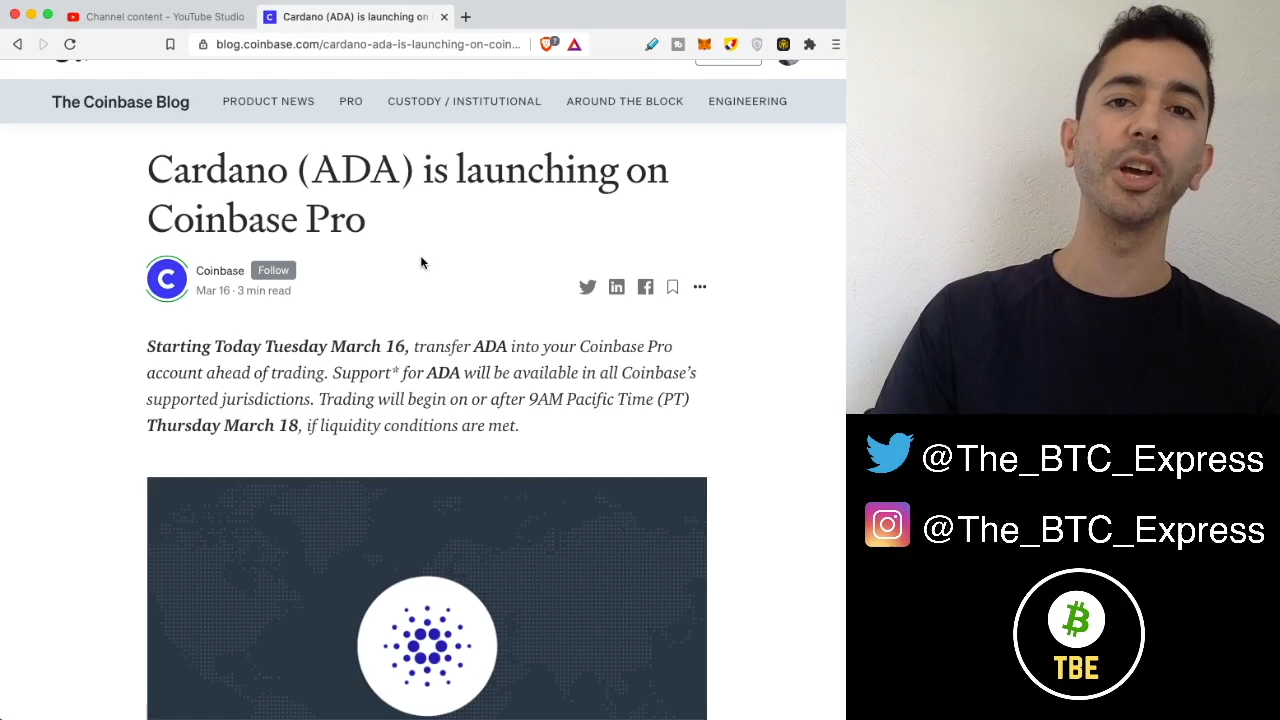 Channel content - YouTube Studio
Cardano (ADA) is launching on
blog.coinbase.com/cardano-ada-is-launching-on-coin...
7
The Coinbase Blog
PRODUCT NEWS
PRO
CUSTODY / INSTITUTIONAL
AROUND THE BLOCK
ENGINEERING
Cardano (ADA) is launching on
Coinbase Pro
Coinbase
Follow
Mar 16 · 3 min read
Starting Today Tuesday March 16, transfer ADA into your Coinbase Pro
account ahead of trading. Support* for ADA will be available in all Coinbase's
supported jurisdictions. Trading will begin on or after 9AM Pacific Time (PT)
Thursday March 18, if liquidity conditions are met.
@The_BTC_Express
@The_BTC_Express
TBE